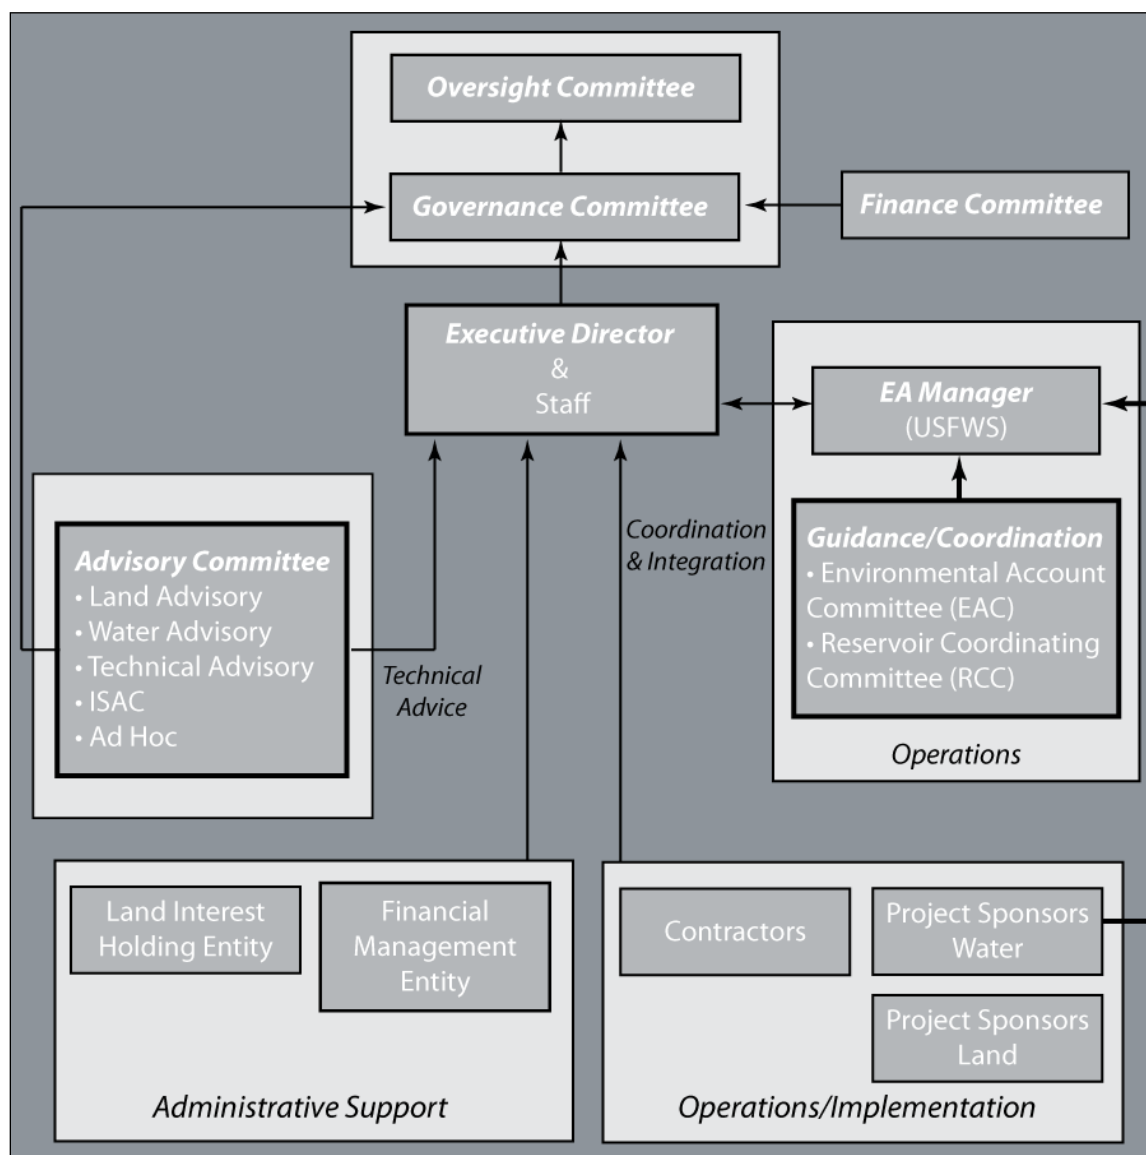 Oversight Committee
Governance Committee
Finance Committee
Executive Director
&
Staff
EA Manager
(USFWS)
Coordination
& Integration
Guidance/Coordination
• Environmental Account
Committee (EAC)
• Reservoir Coordinating
Committee (RCC)
Operations
Advisory Committee
• Land Advisory
• Water Advisory
• Technical Advisory
• ISAC
• Ad Hoc
Technical
Advice
Land Interest
Holding Entity
Financial
Management
Entity
Administrative Support
Contractors
Project Sponsors
Water
Project Sponsors
Land
Operations/Implementation